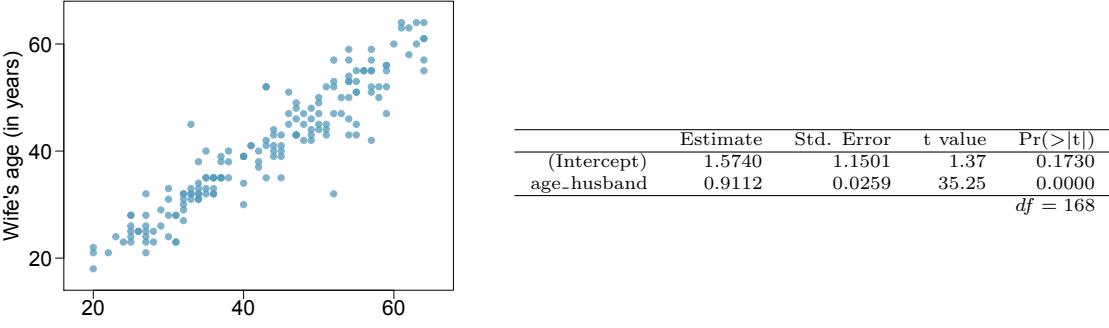 Wife's age (in years)
60
40
20
20 40 60
Estimate Std. Error t value Pr(>|t|)
(Intercept) 1.5740 1.1501 1.37 0.1730
age_husband 0.9112 0.0259 35.25 0.0000
df = 168